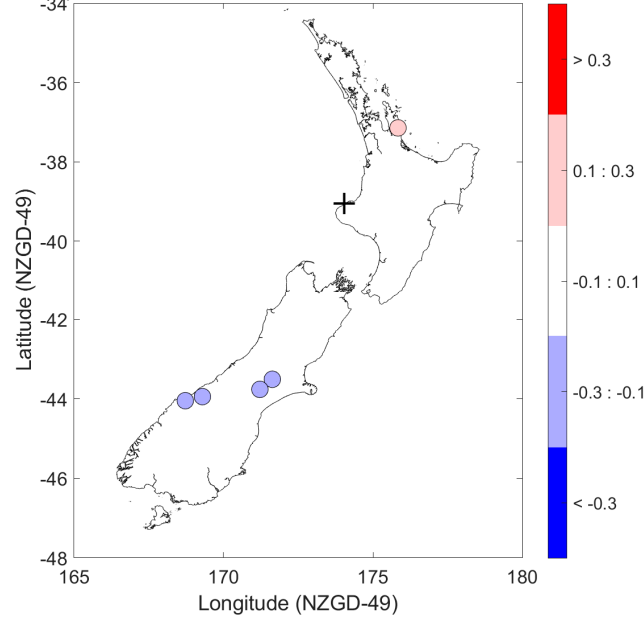 -34
-36
-38
-40
-42
-44
-46
-48
165
170
175
180
Longitude (NZGD-49)
Latitude (NZGD-49)
> 0.3
0.1 : 0.3
-0.1 : 0.1
-0.3 : -0.1
< -0.3